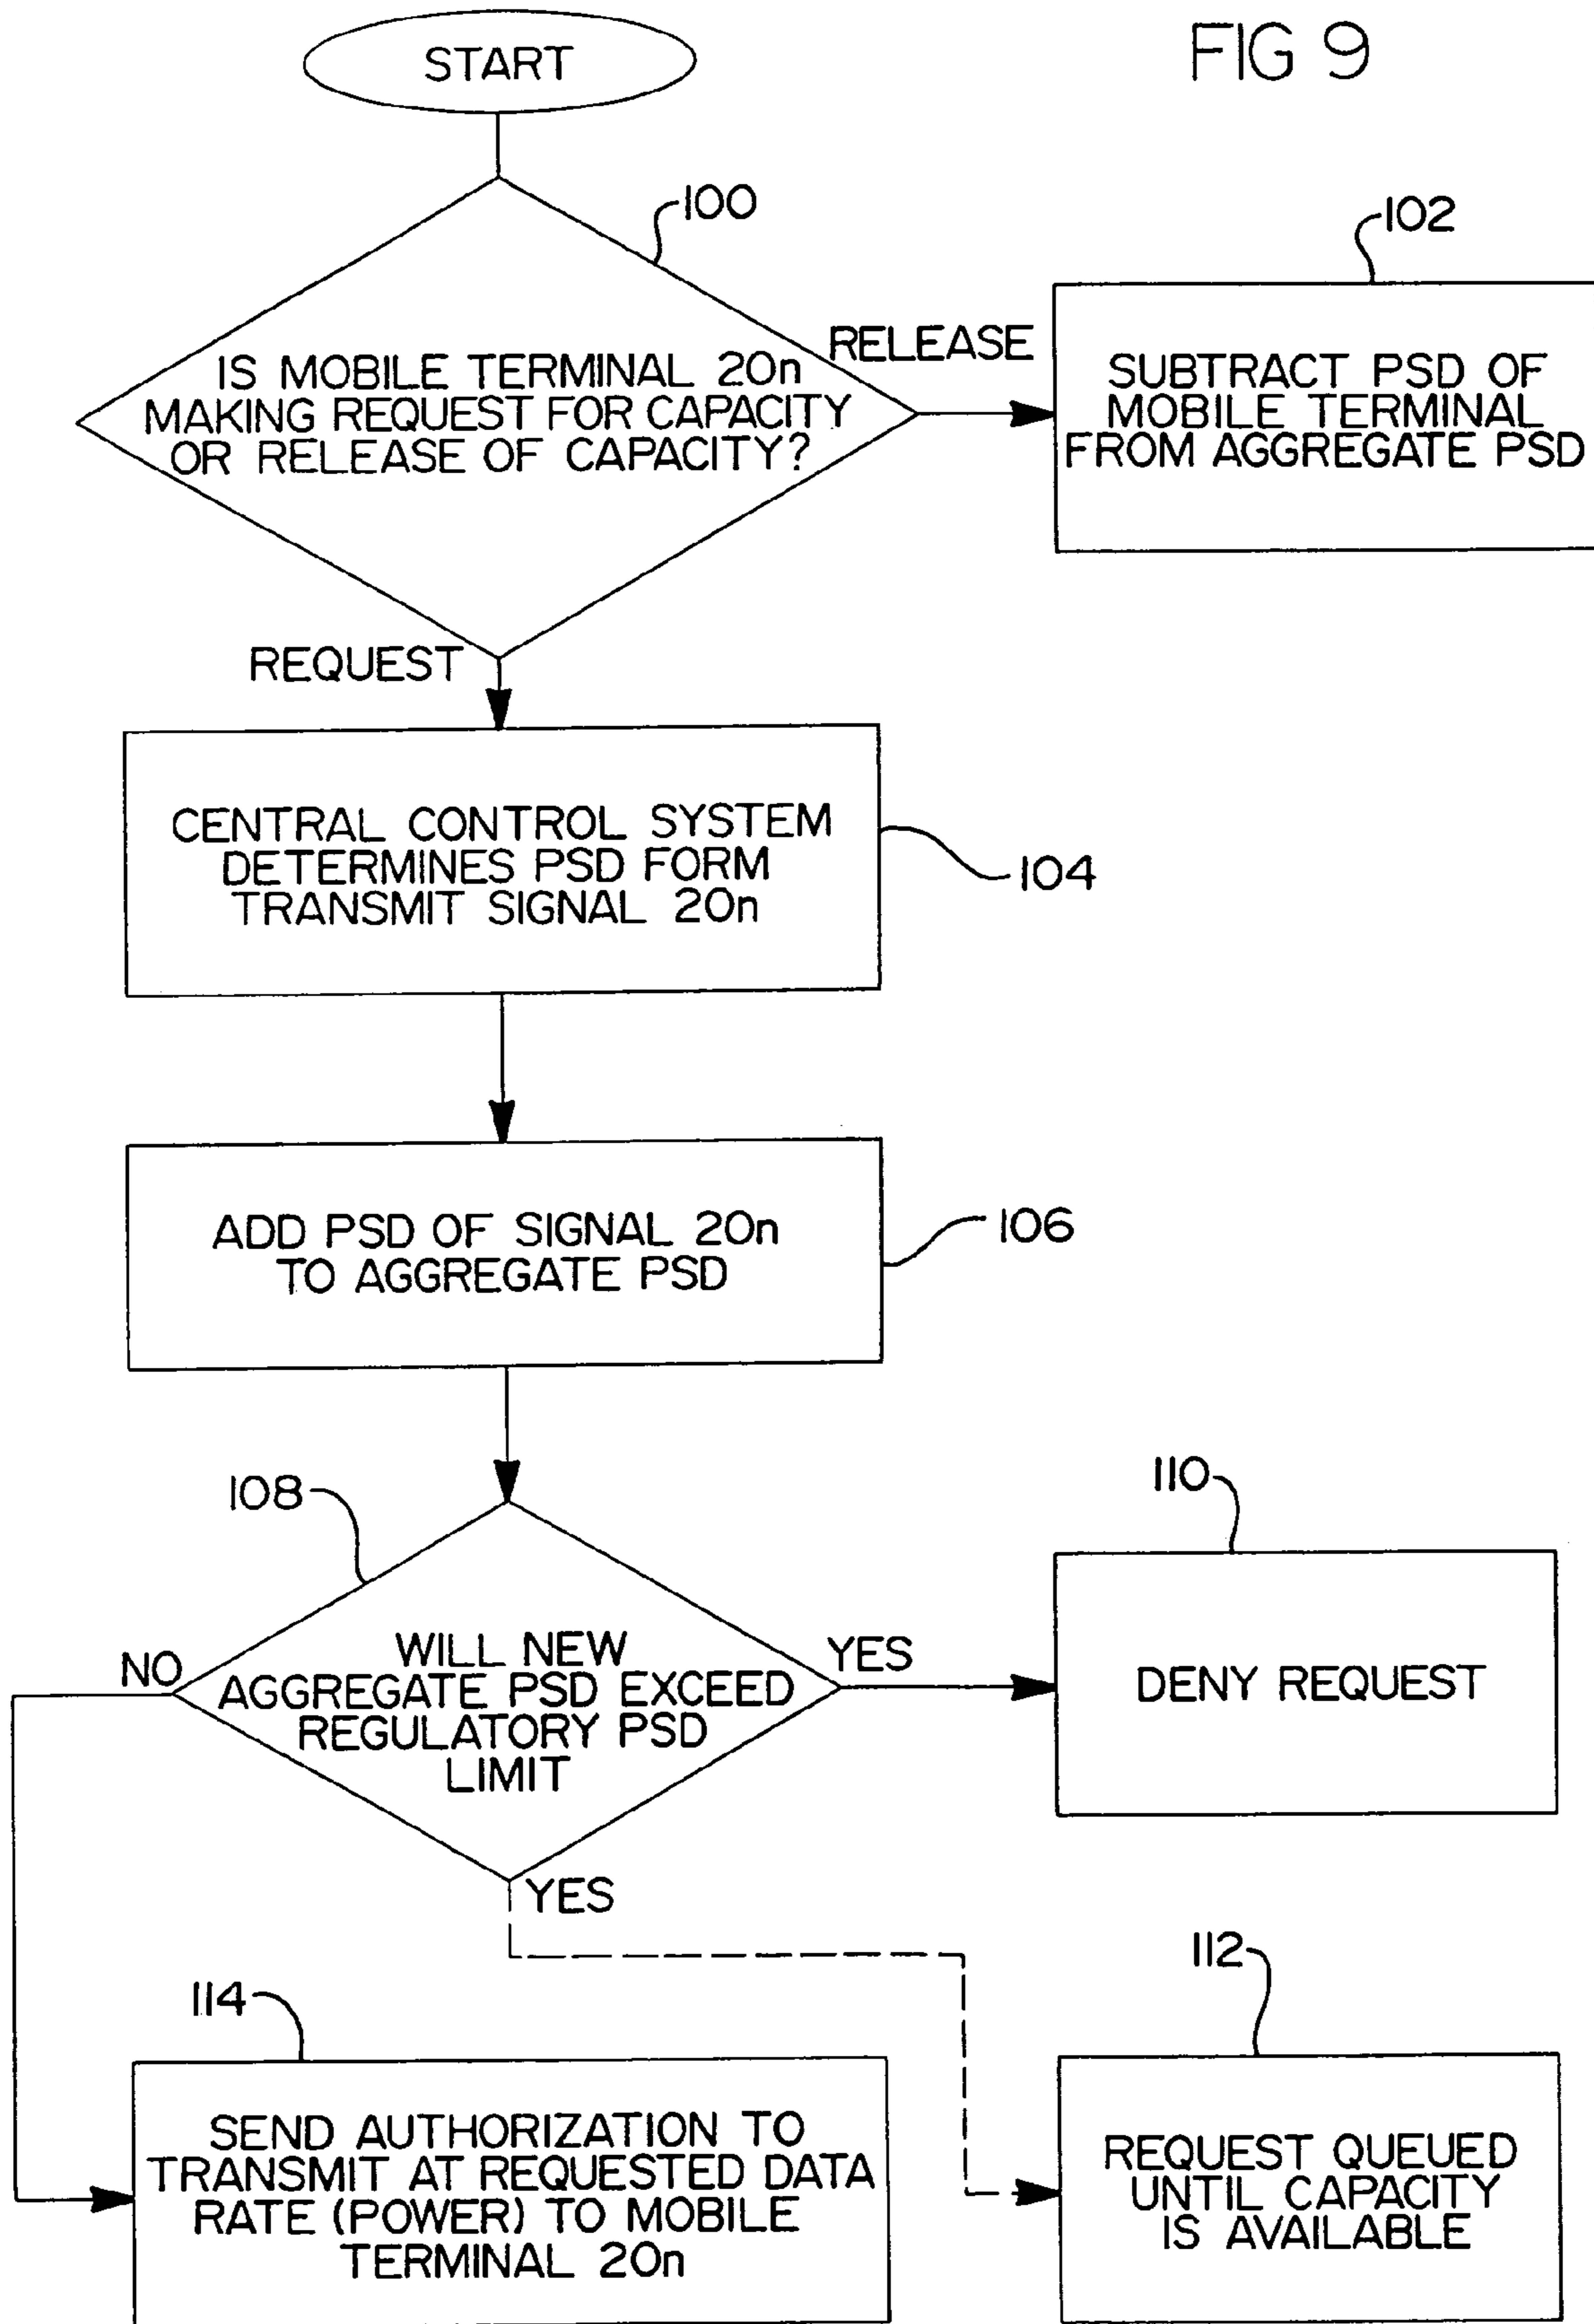 FIG 9
START
100
102
IS MOBILE TERMINAL 20n
MAKING REQUEST FOR CAPACITY
OR RELEASE OF CAPACITY?
RELEASE
SUBTRACT PSD OF
MOBILE TERMINAL
FROM AGGREGATE PSD
REQUEST
CENTRAL CONTROL SYSTEM
DETERMINES PSD FORM
TRANSMIT SIGNAL 20n
104
ADD PSD OF SIGNAL 20n
TO AGGREGATE PSD
106
108
110
NO
WILL NEW
AGGREGATE PSD EXCEED
REGULATORY PSD
LIMIT
YES
DENY REQUEST
YES
112
114
SEND AUTHORIZATION TO
TRANSMIT AT REQUESTED DATA
RATE (POWER) TO MOBILE
TERMINAL 20n
REQUEST QUEUED
UNTIL CAPACITY
IS AVAILABLE